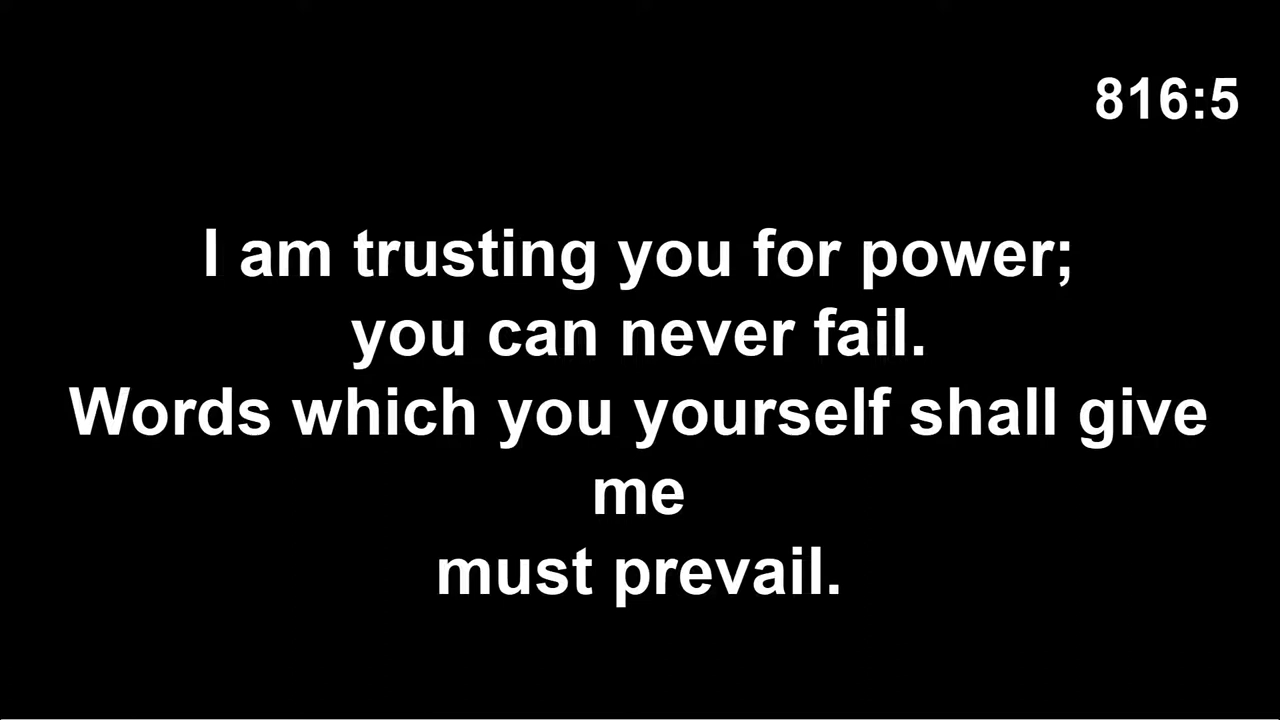 816:5
I am trusting you for power;
you can never fail.
Words which you yourself shall give
me
must prevail.